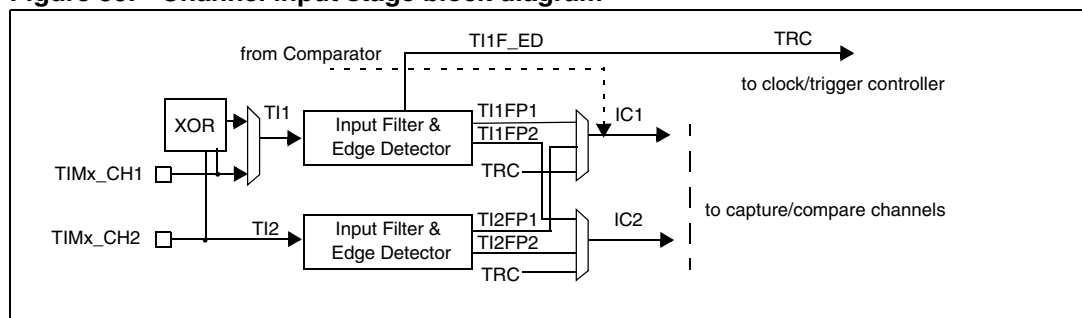 Figure 60. Channel input stage block diagram
TI1F_ED
TRC
from Comparator
to clock/trigger controller
XOR
TI1
Input Filter &
Edge Detector
TI1FP1
TI1FP2
TRC
IC1
TIMx_CH1
to capture/compare channels
TIMx_CH2
TI2
Input Filter &
Edge Detector
TI2FP1
TI2FP2
TRC
IC2